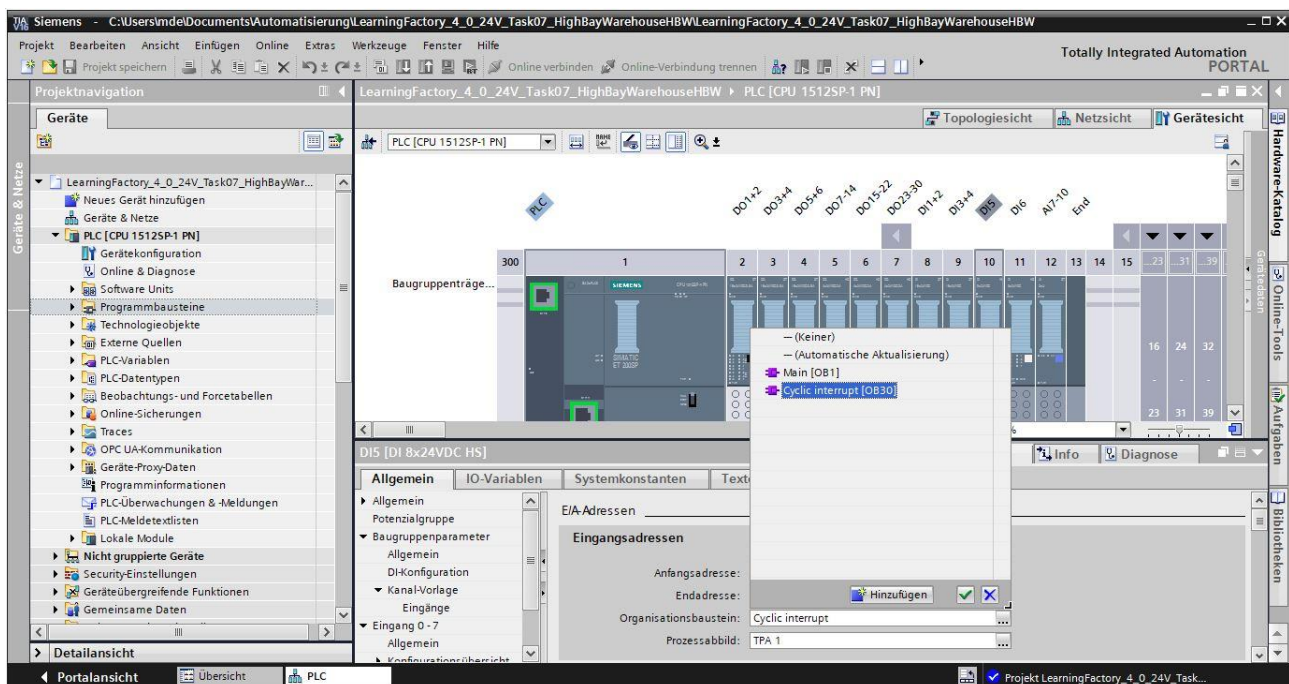 Siemens - C:\Users\mde\Documents\Automatisierung\LearningFactory_4_0_24V_Task07_HighBayWarehouseHBW\LearningFactory_4_0_24V_Task07_HighBayWarehouseHBW
Projekt Bearbeiten Ansicht Einfügen Online Extras Werkzeuge Fenster Hilfe
Totally Integrated Automation
PORTAL
Projekt speichern Online verbinden Online-Verbindung trennen
Projektnavigation
LearningFactory_4_0_24V_Task07_HighBayWarehouseHBW PLC [CPU 1512SP-1 PN]
Geräte
Topologiesicht Netzsicht Gerätesicht
PLC [CPU 1512SP-1 PN]
Geräte & Netze
LearningFactory_4_0_24V_Task07_HighBayWar...
Neues Gerät hinzufügen
Geräte & Netze
PLC [CPU 1512SP-1 PN]
Gerätekonfiguration
Online & Diagnose
Software Units
Programmbausteine
Technologieobjekte
Externe Quellen
PLC-Variablen
PLC-Datentypen
Beobachtungs- und Forcetabellen
Online-Sicherungen
Traces
OPC UA-Kommunikation
Geräte-Proxy-Daten
Programminformationen
PLC-Überwachungen & -Meldungen
PLC-Meldetextlisten
Lokale Module
Nicht gruppierte Geräte
Security-Einstellungen
Geräteübergreifende Funktionen
Gemeinsame Daten
Detailansicht
PLC DO1+2 DO3+4 DO5+6 DO7-14 DO15-22 DO23-30 DI1+2 DI3+4 DI5 DI6 AI7-10 End
300 1 2 3 4 5 6 7 8 9 10 11 12 13 14 15 ...23 ...31 ...39
Baugruppenträge...
SIEMENS
SIMATIC
ET 200SP
16 24 32
- - -
23 31 39
— (Keiner)
— (Automatische Aktualisierung)
Main [OB1]
Cyclic interrupt [OB30]
Hinzufügen
DI5 [DI 8x24VDC HS]
Info Diagnose
Allgemein IO-Variablen Systemkonstanten
Allgemein
Potenzialgruppe
Baugruppenparameter
Allgemein
DI-Konfiguration
Kanal-Vorlage
Eingänge
Eingang 0 - 7
Allgemein
Konfigurationsübersicht
E/A-Adressen
Eingangsadressen
Anfangsadresse:
Endadresse:
Organisationsbaustein: Cyclic interrupt ...
Prozessabbild: TPA 1 ...
Hardware-Katalog
Gerätedaten
Online-Tools
Aufgaben
Bibliotheken
Portalansicht Übersicht PLC
Projekt LearningFactory_4_0_24V_Task...